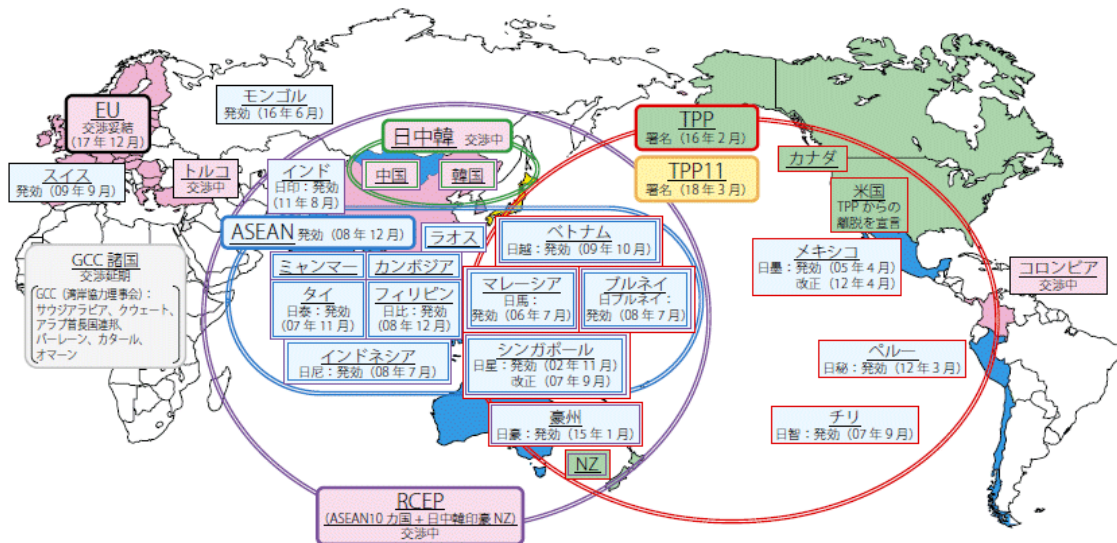 EU
交渉妥結
(17年12月)
モンゴル
発効（16年6月）
スイス
発効（09年9月）
トルコ
交渉中
日中韓 交渉中
中国
韓国
インド
日印：発効
(11年8月)
TPP
署名（16年2月）
TPP11
署名（18年3月）
カナダ
米国
TPPからの
離脱を宣言
ASEAN 発効（08年12月）
ラオス
ベトナム
日越：発効（09年10月）
ミャンマー
カンボジア
マレーシア
日馬：
発効（06年7月）
ブルネイ
日ブルネイ：
発効（08年7月）
タイ
日泰：発効
(07年11月)
フィリピン
日比：発効
(08年12月)
インドネシア
日尼：発効（08年7月）
シンガポール
日星：発効（02年11月）
改正（07年9月）
豪州
日豪：発効（15年1月）
NZ
メキシコ
日墨：発効（05年4月）
改正（12年4月）
コロンビア
交渉中
ペルー
日秘：発効（12年3月）
チリ
日智：発効（07年9月）
GCC諸国
交渉延期
GCC（湾岸協力理事会）：
サウジアラビア、クウェート、
アラブ首長国連邦、
バーレーン、カタール、
オマーン
RCEP
(ASEAN10カ国＋日中韓印豪NZ)
交渉中